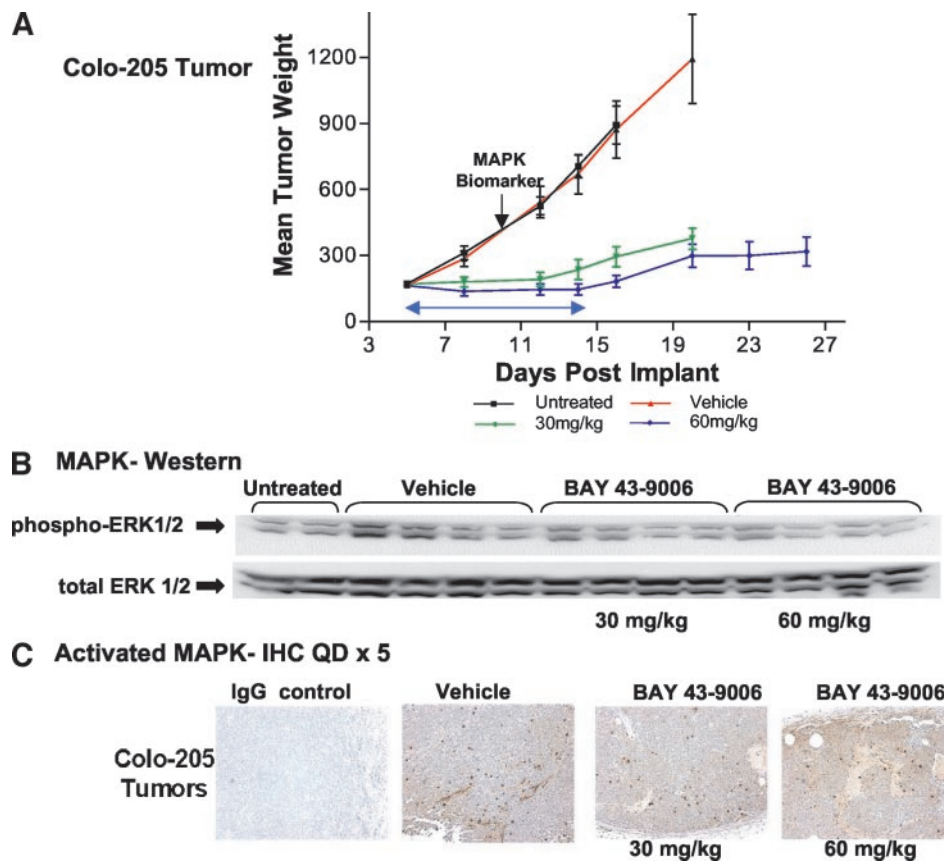 A
Colo-205 Tumor
Mean Tumor Weight
1200
900
600
300
0
MAPK
Biomarker
3 7 11 15 19 23 27
Days Post Implant
Untreated Vehicle
30mg/kg 60mg/kg
B MAPK- Western
Untreated Vehicle BAY 43-9006 BAY 43-9006
phospho-ERK1/2
total ERK 1/2
30 mg/kg 60 mg/kg
C Activated MAPK- IHC QD x 5
IgG control Vehicle BAY 43-9006 BAY 43-9006
Colo-205
Tumors
30 mg/kg 60 mg/kg